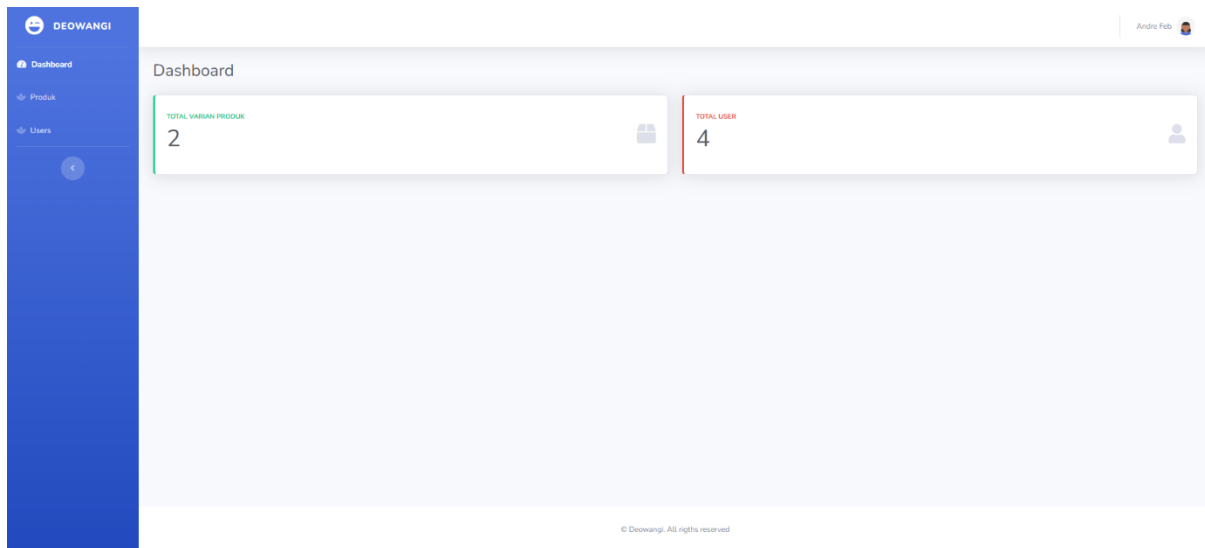 DEOWANGI
Andre Feb
Dashboard
Produk
Users
Dashboard
TOTAL VARIAN PRODUK
2
TOTAL USER
4
© Deowangi. All rigths reserved